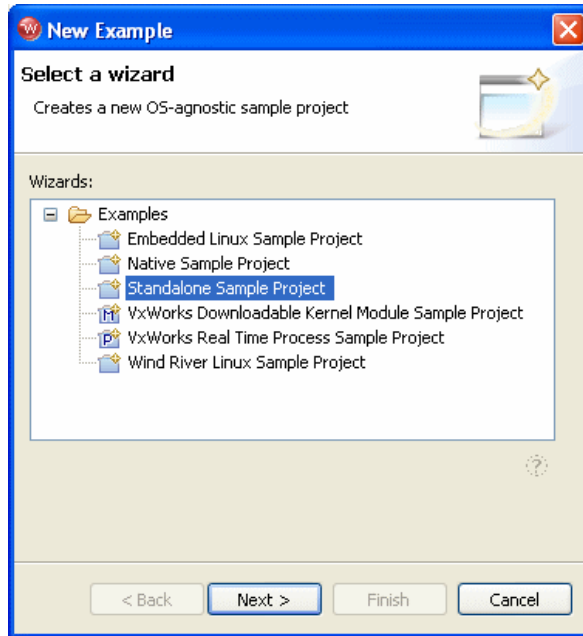 New Example
Select a wizard
Creates a new OS-agnostic sample project
Wizards:
Examples
Embedded Linux Sample Project
Native Sample Project
Standalone Sample Project
M VxWorks Downloadable Kernel Module Sample Project
P VxWorks Real Time Process Sample Project
Wind River Linux Sample Project
?
< Back Next > Finish Cancel